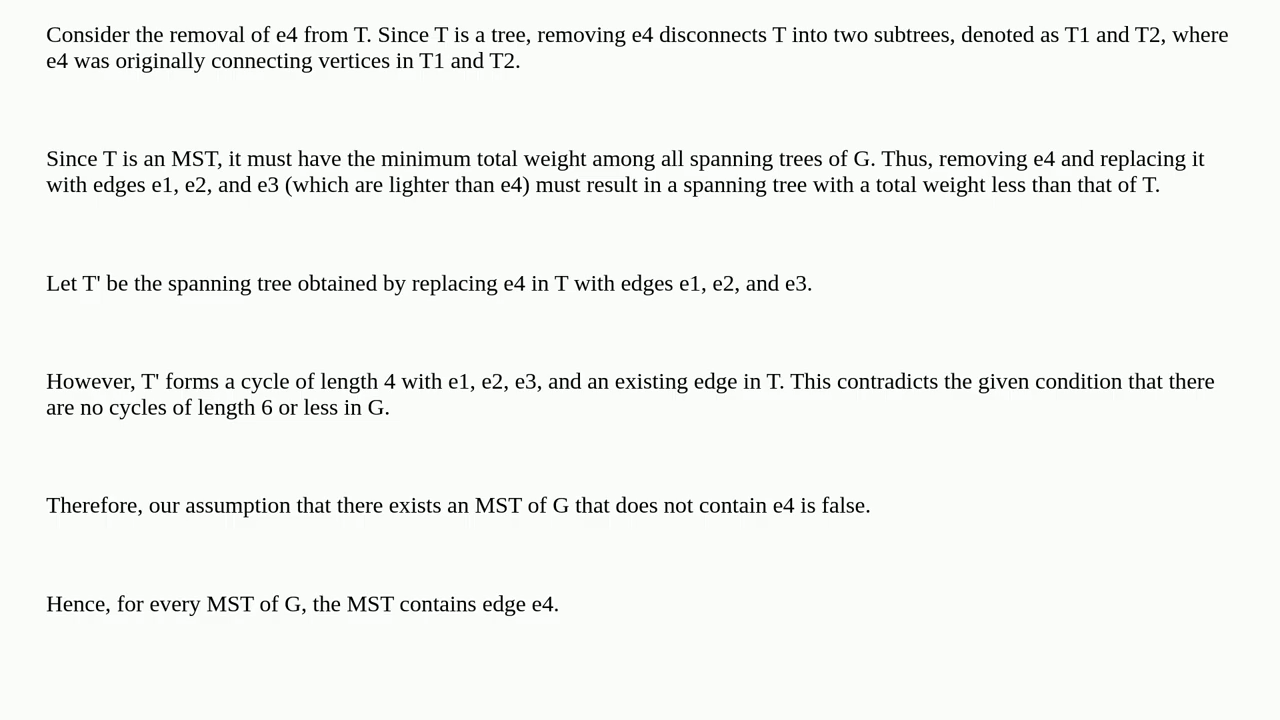 Consider the removal of e4 from T. Since T is a tree, removing e4 disconnects T into two subtrees, denoted as T1 and T2, where
e4 was originally connecting vertices in T1 and T2.
Since T is an MST, it must have the minimum total weight among all spanning trees of G. Thus, removing e4 and replacing it
with edges e1, e2, and e3 (which are lighter than e4) must result in a spanning tree with a total weight less than that of T.
Let T' be the spanning tree obtained by replacing e4 in T with edges e1, e2, and e3.
However, T' forms a cycle of length 4 with e1, e2, e3, and an existing edge in T. This contradicts the given condition that there
are no cycles of length 6 or less in G.
Therefore, our assumption that there exists an MST of G that does not contain e4 is false.
Hence, for every MST of G, the MST contains edge e4.